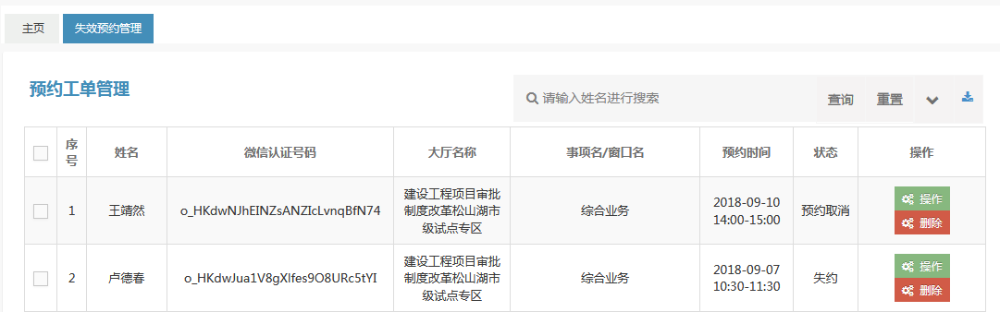 主页 失效预约管理
预约工单管理
请输入姓名进行搜索 查询 重置
序号 姓名 微信认证号码 大厅名称 事项名/窗口名 预约时间 状态 操作
1 王靖然 o_HKdwNJhEINZsANZIcLvnqBfN74 建设工程项目审批制度改革松山湖市级试点专区 综合业务 2018-09-10 14:00-15:00 预约取消 操作 删除
2 卢德春 o_HKdwJua1V8gXlfes9O8URc5tYI 建设工程项目审批制度改革松山湖市级试点专区 综合业务 2018-09-07 10:30-11:30 失约 操作 删除